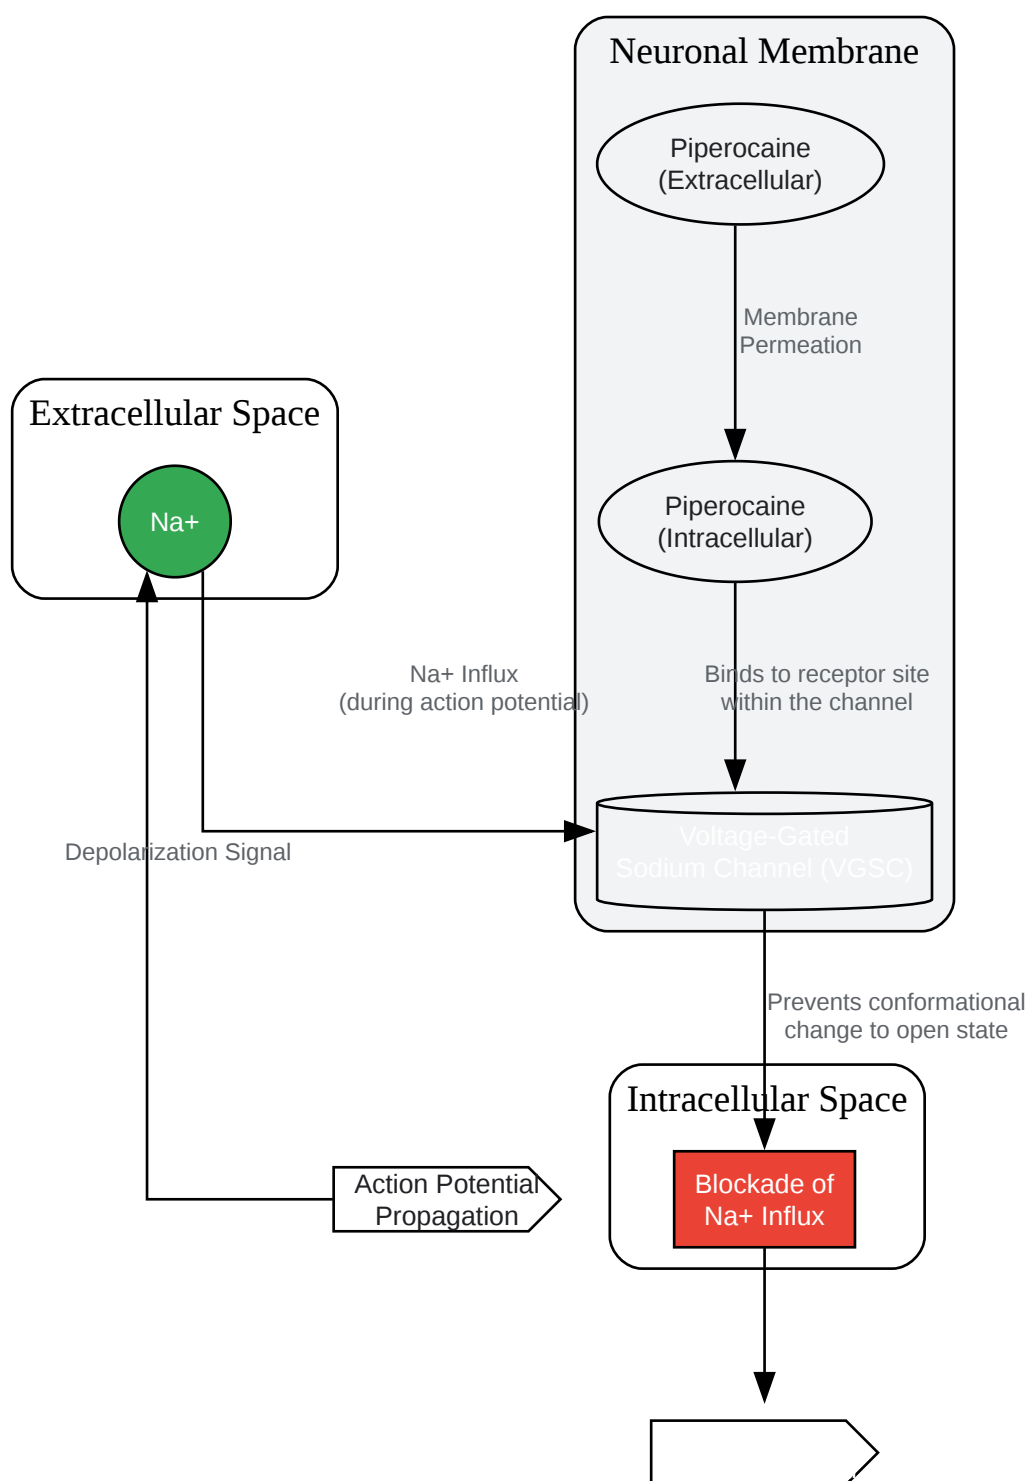 Neuronal Membrane
Piperocaine
(Extracellular)
Membrane
Permeation
Extracellular Space
Na+
Piperocaine
(Intracellular)
Na+ Influx
(during action potential)
Binds to receptor site
within the channel
Voltage-Gated
Sodium Channel (VGSC)
Depolarization Signal
Prevents conformational
change to open state
Intracellular Space
Action Potential
Propagation
Blockade of
Na+ Influx